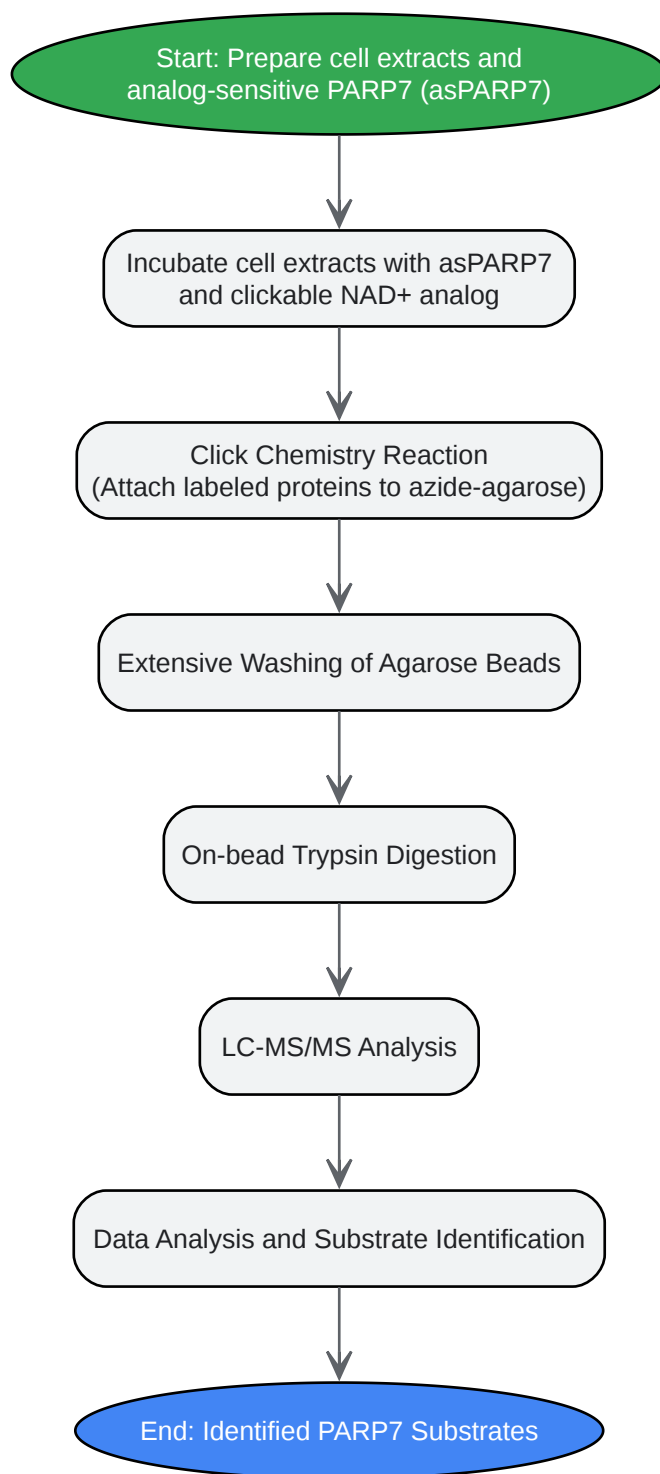 Start: Prepare cell extracts and
analog-sensitive PARP7 (asPARP7)
Incubate cell extracts with asPARP7
and clickable NAD+ analog
Click Chemistry Reaction
(Attach labeled proteins to azide-agarose)
Extensive Washing of Agarose Beads
On-bead Trypsin Digestion
LC-MS/MS Analysis
Data Analysis and Substrate Identification
End: Identified PARP7 Substrates